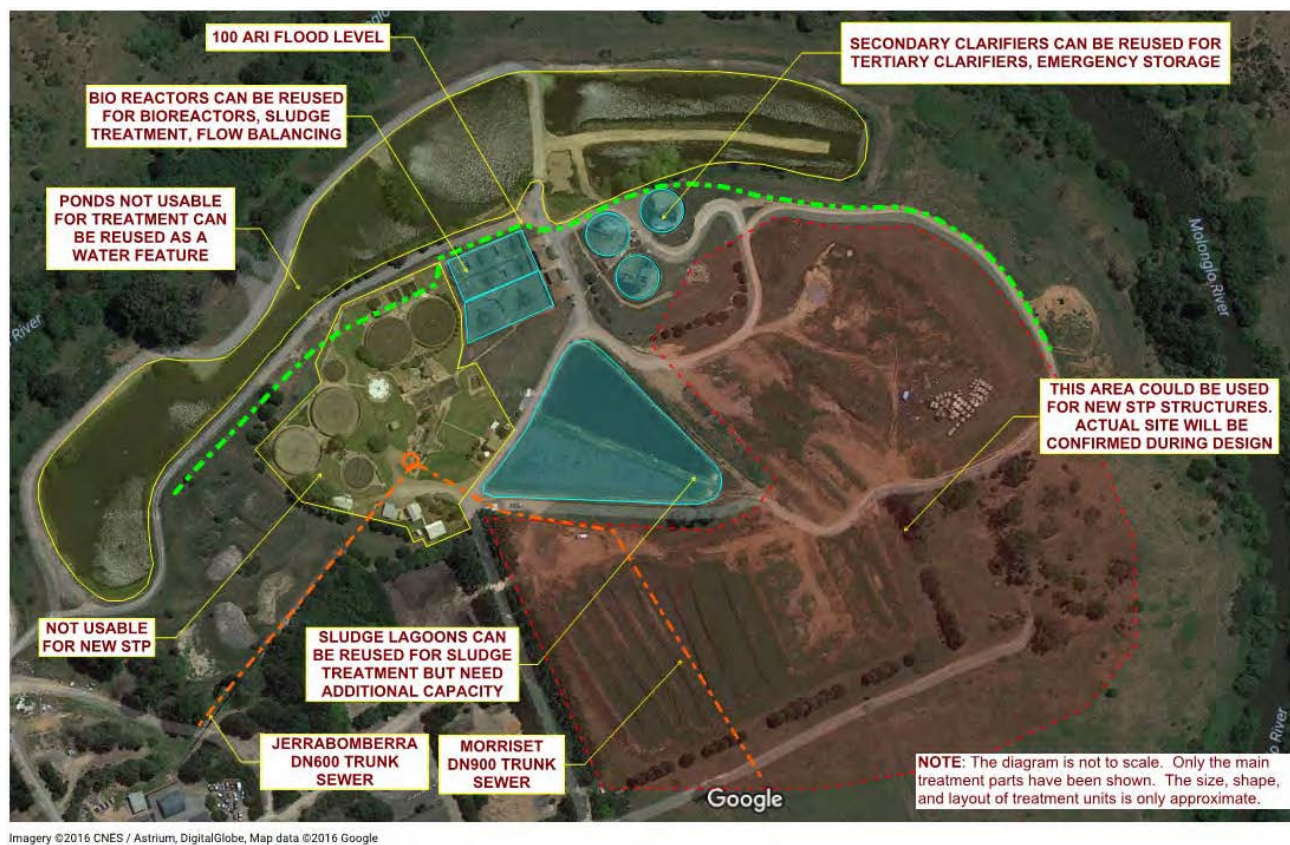 100 ARI FLOOD LEVEL
SECONDARY CLARIFIERS CAN BE REUSED FOR
TERTIARY CLARIFIERS, EMERGENCY STORAGE
BIO REACTORS CAN BE REUSED
FOR BIOREACTORS, SLUDGE
TREATMENT, FLOW BALANCING
PONDS NOT USABLE
FOR TREATMENT CAN
BE REUSED AS A
WATER FEATURE
Molonglo River
River
THIS AREA COULD BE USED
FOR NEW STP STRUCTURES.
ACTUAL SITE WILL BE
CONFIRMED DURING DESIGN
NOT USABLE
FOR NEW STP
SLUDGE LAGOONS CAN
BE REUSED FOR SLUDGE
TREATMENT BUT NEED
ADDITIONAL CAPACITY
JERRABOMBERRA
DN600 TRUNK
SEWER
MORRISET
DN900 TRUNK
SEWER
River
NOTE: The diagram is not to scale. Only the main
treatment parts have been shown. The size, shape,
and layout of treatment units is only approximate.
Google
Imagery ©2016 CNES / Astrium, DigitalGlobe, Map data ©2016 Google